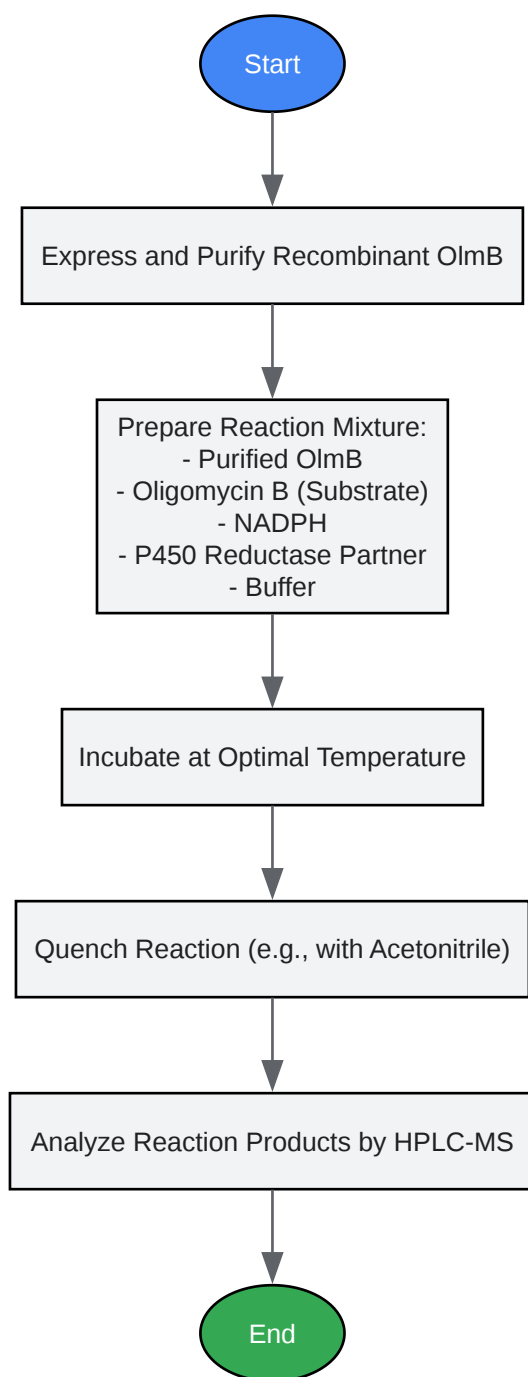 Start
Express and Purify Recombinant OlmB
Prepare Reaction Mixture:
- Purified OlmB
- Oligomycin B (Substrate)
- NADPH
- P450 Reductase Partner
- Buffer
Incubate at Optimal Temperature
Quench Reaction (e.g., with Acetonitrile)
Analyze Reaction Products by HPLC-MS
End